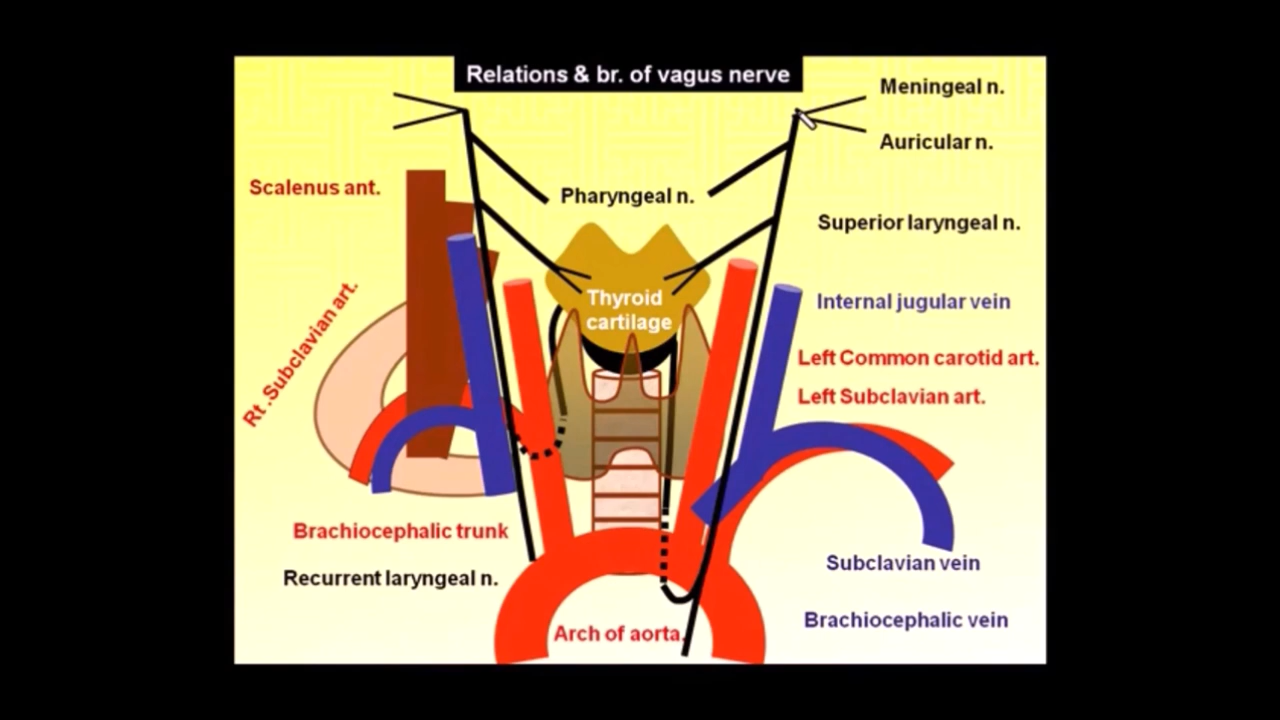 Relations & br. of vagus nerve
Meningeal n.
Auricular n.
Scalenus ant.
Pharyngeal n.
Superior laryngeal n.
Thyroid
cartilage
Internal jugular vein
Rt .Subclavian art.
Left Common carotid art.
Left Subclavian art.
Brachiocephalic trunk
Recurrent laryngeal n.
Subclavian vein
Brachiocephalic vein
Arch of aorta.